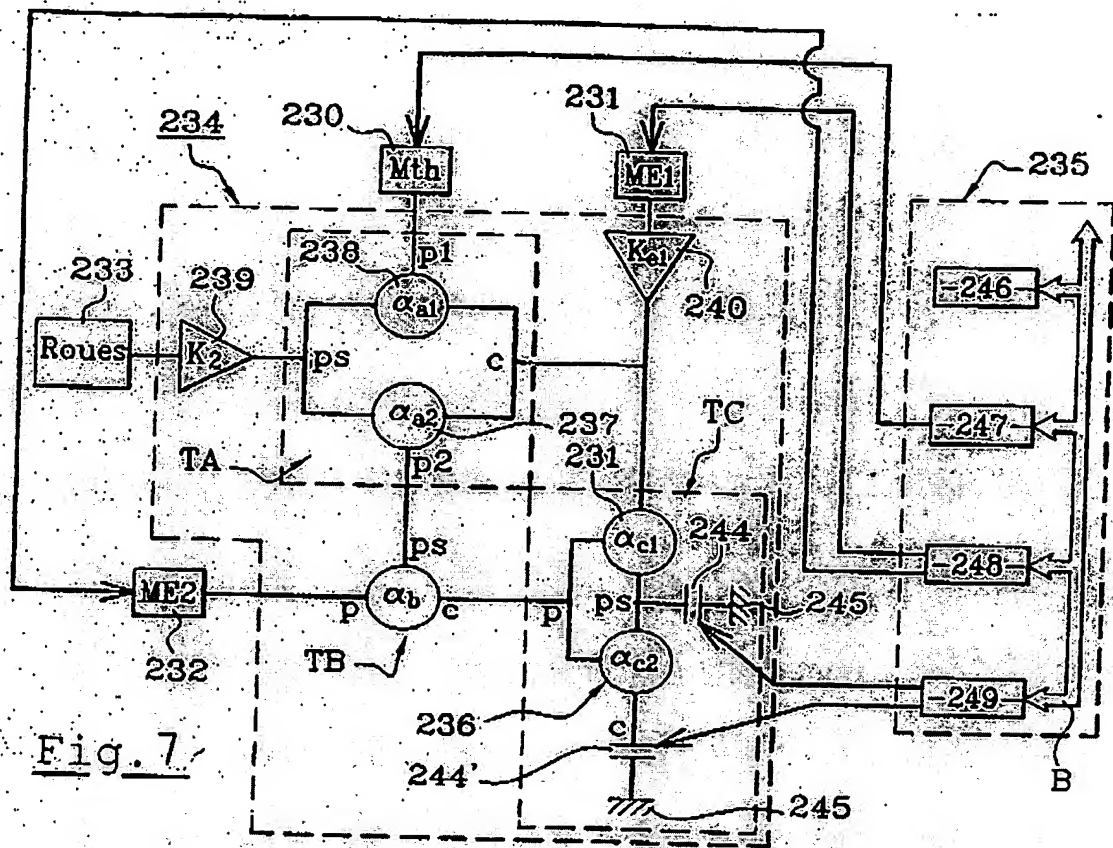 231
230
234
235
Mth
ME1
238
p1
Ke1
233
239
αa1
240
246
Roues
K2
ps
c
αa2
237
TC
247
TA
p2
231
244
αc1
ps
248
ME2
p
αb
c
p
ps
245
232
TB
αc2
249
236
c
Fig. 7
244'
245
B